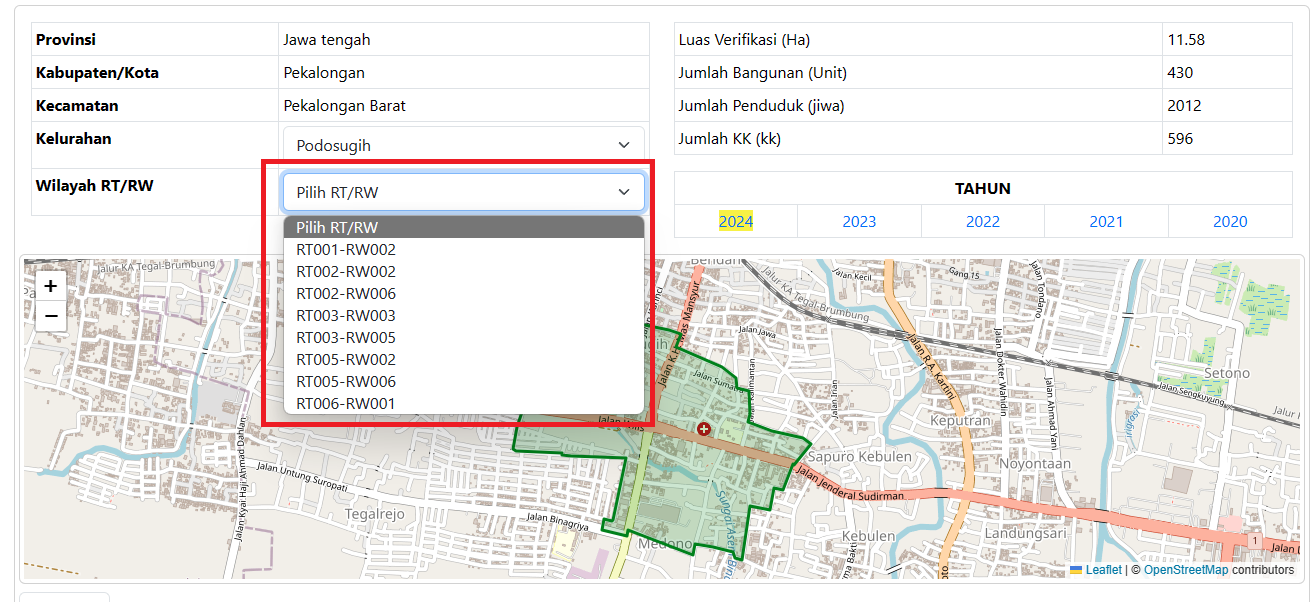 Provinsi Jawa tengah
Kabupaten/Kota Pekalongan
Kecamatan Pekalongan Barat
Kelurahan Podosugih
Wilayah RT/RW Pilih RT/RW
Pilih RT/RW
RT001-RW002
RT002-RW002
RT002-RW006
RT003-RW003
RT003-RW005
RT005-RW002
RT005-RW006
RT006-RW001
Luas Verifikasi (Ha) 11.58
Jumlah Bangunan (Unit) 430
Jumlah Penduduk (jiwa) 2012
Jumlah KK (kk) 596
TAHUN
2024 2023 2022 2021 2020
+
−
Jalur KA Tegal-Brumbung
Bendan
Jalur KA Tegal-Brumbung
Jalan Kecil
Gang 15
Jalan K.H. Mas Mansyur
Jalan Jawa
Jalan Kalimantan
Jalan Irian
Jalan R.A. Kartini
Jalan Dokter Wahidin
Jalan Ahmad Yani
Setono
Jalan Sengkuyung
Irigasi
Keputran
Sapuro Kebulen
Noyontaan
Jalan Jenderal Sudirman
Jalan Untung Suropati
Jalan Kyai Haji Ahmad Dahlan
Tegalrejo
Jalan Binagriya
Medono
Kebulen
Landungsari
1
Leaflet | © OpenStreetMap contributors